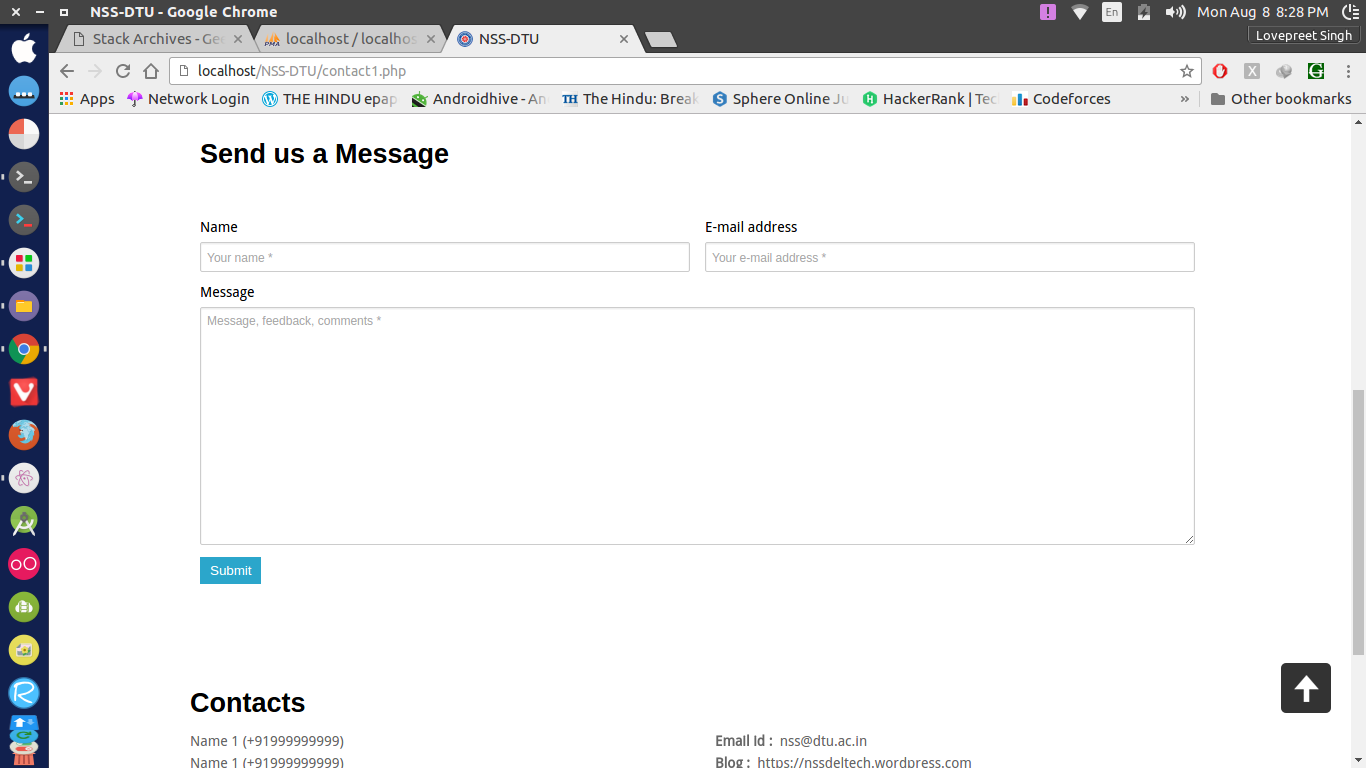 NSS-DTU - Google Chrome
En
Mon Aug 8 8:28 PM
Lovepreet Singh
Stack Archives - Gee
PMA
localhost / localhos
NSS-DTU
localhost/NSS-DTU/contact1.php
X
G
Apps
Network Login
THE HINDU epap
Androidhive - An
TH
The Hindu: Break
Sphere Online Ju
HackerRank | Tec
Codeforces
»
Other bookmarks
Send us a Message
Name
E-mail address
Your name *
Your e-mail address *
Message
Message, feedback, comments *
Submit
Contacts
Name 1 (+91999999999)
Email Id : nss@dtu.ac.in
Name 1 (+91999999999)
Blog : https://nssdeltech.wordpress.com